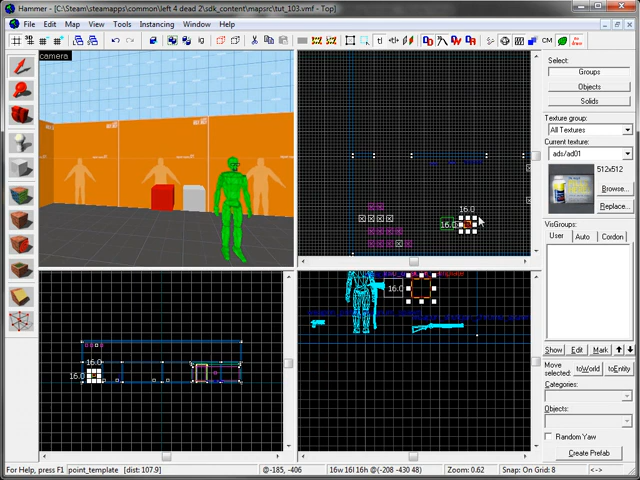 Hammer - [C:\Steam\steamapps\common\left 4 dead 2\sdk_content\mapsrc\tut_103.vmf - Top]
File Edit Map View Tools Instancing Window Help
camera
16.0
16.0
16.0
16.0
16.0
Select:
Groups
Objects
Solids
Texture group:
All Textures
Current texture:
ads/ad01
512x512
Browse...
Replace...
VisGroups:
User Auto Cordon
Show Edit Mark
Move
selected:
toWorld toEntity
Categories:
Objects:
Random Yaw
Create Prefab
For Help, press F1 point_template [dist: 107.9] @-185, -406 16w 16l 16h @(-208 -430 48) Zoom: 0.62 Snap: On Grid: 8 <->